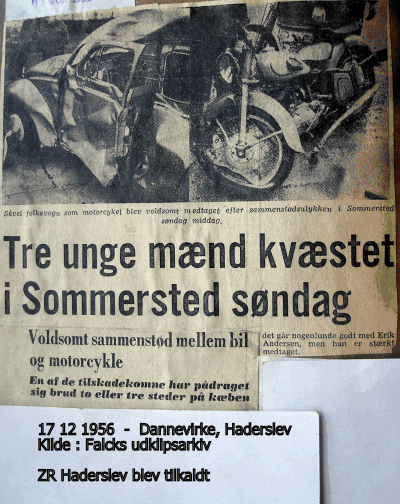 Såvel folkevogn som motorcykel blev voldsomt medtaget efter sammenstødsulykken i Sommersted
søndag middag.
Tre unge mænd kvæstet
i Sommersted søndag
Voldsomt sammenstød mellem bil
og motorcykle
En af de tilskadekomne har pådraget
sig brud to eller tre steder på kæben
det går nogenlunde godt med Erik
Andersen, men han er stærkt
medtaget.
17 12 1956 - Dannevirke, Haderslev
Kilde : Falcks udklipsarkiv
ZR Haderslev blev tilkaldt